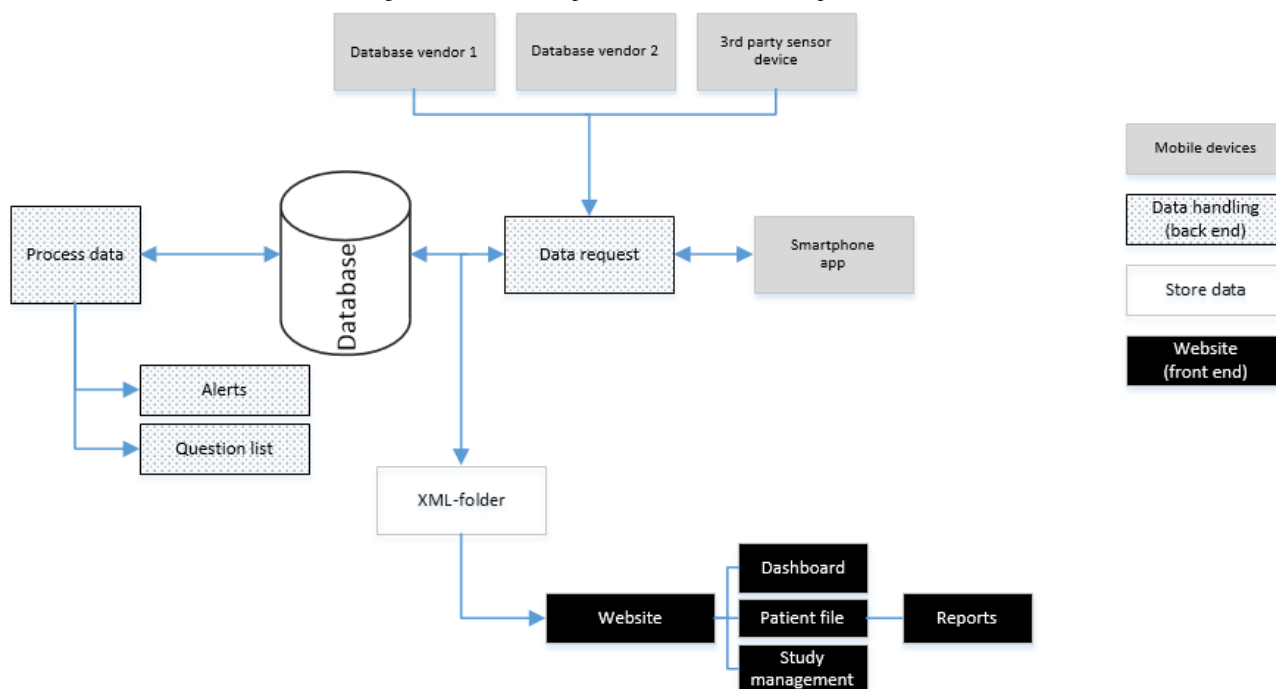 Database vendor 1
Database vendor 2
3rd party sensor
device
Mobile devices
Data handling
(back end)
Process data
Database
Data request
Smartphone
app
Store data
Website
(front end)
Alerts
Question list
XML-folder
Dashboard
Website
Patient file
Reports
Study
management